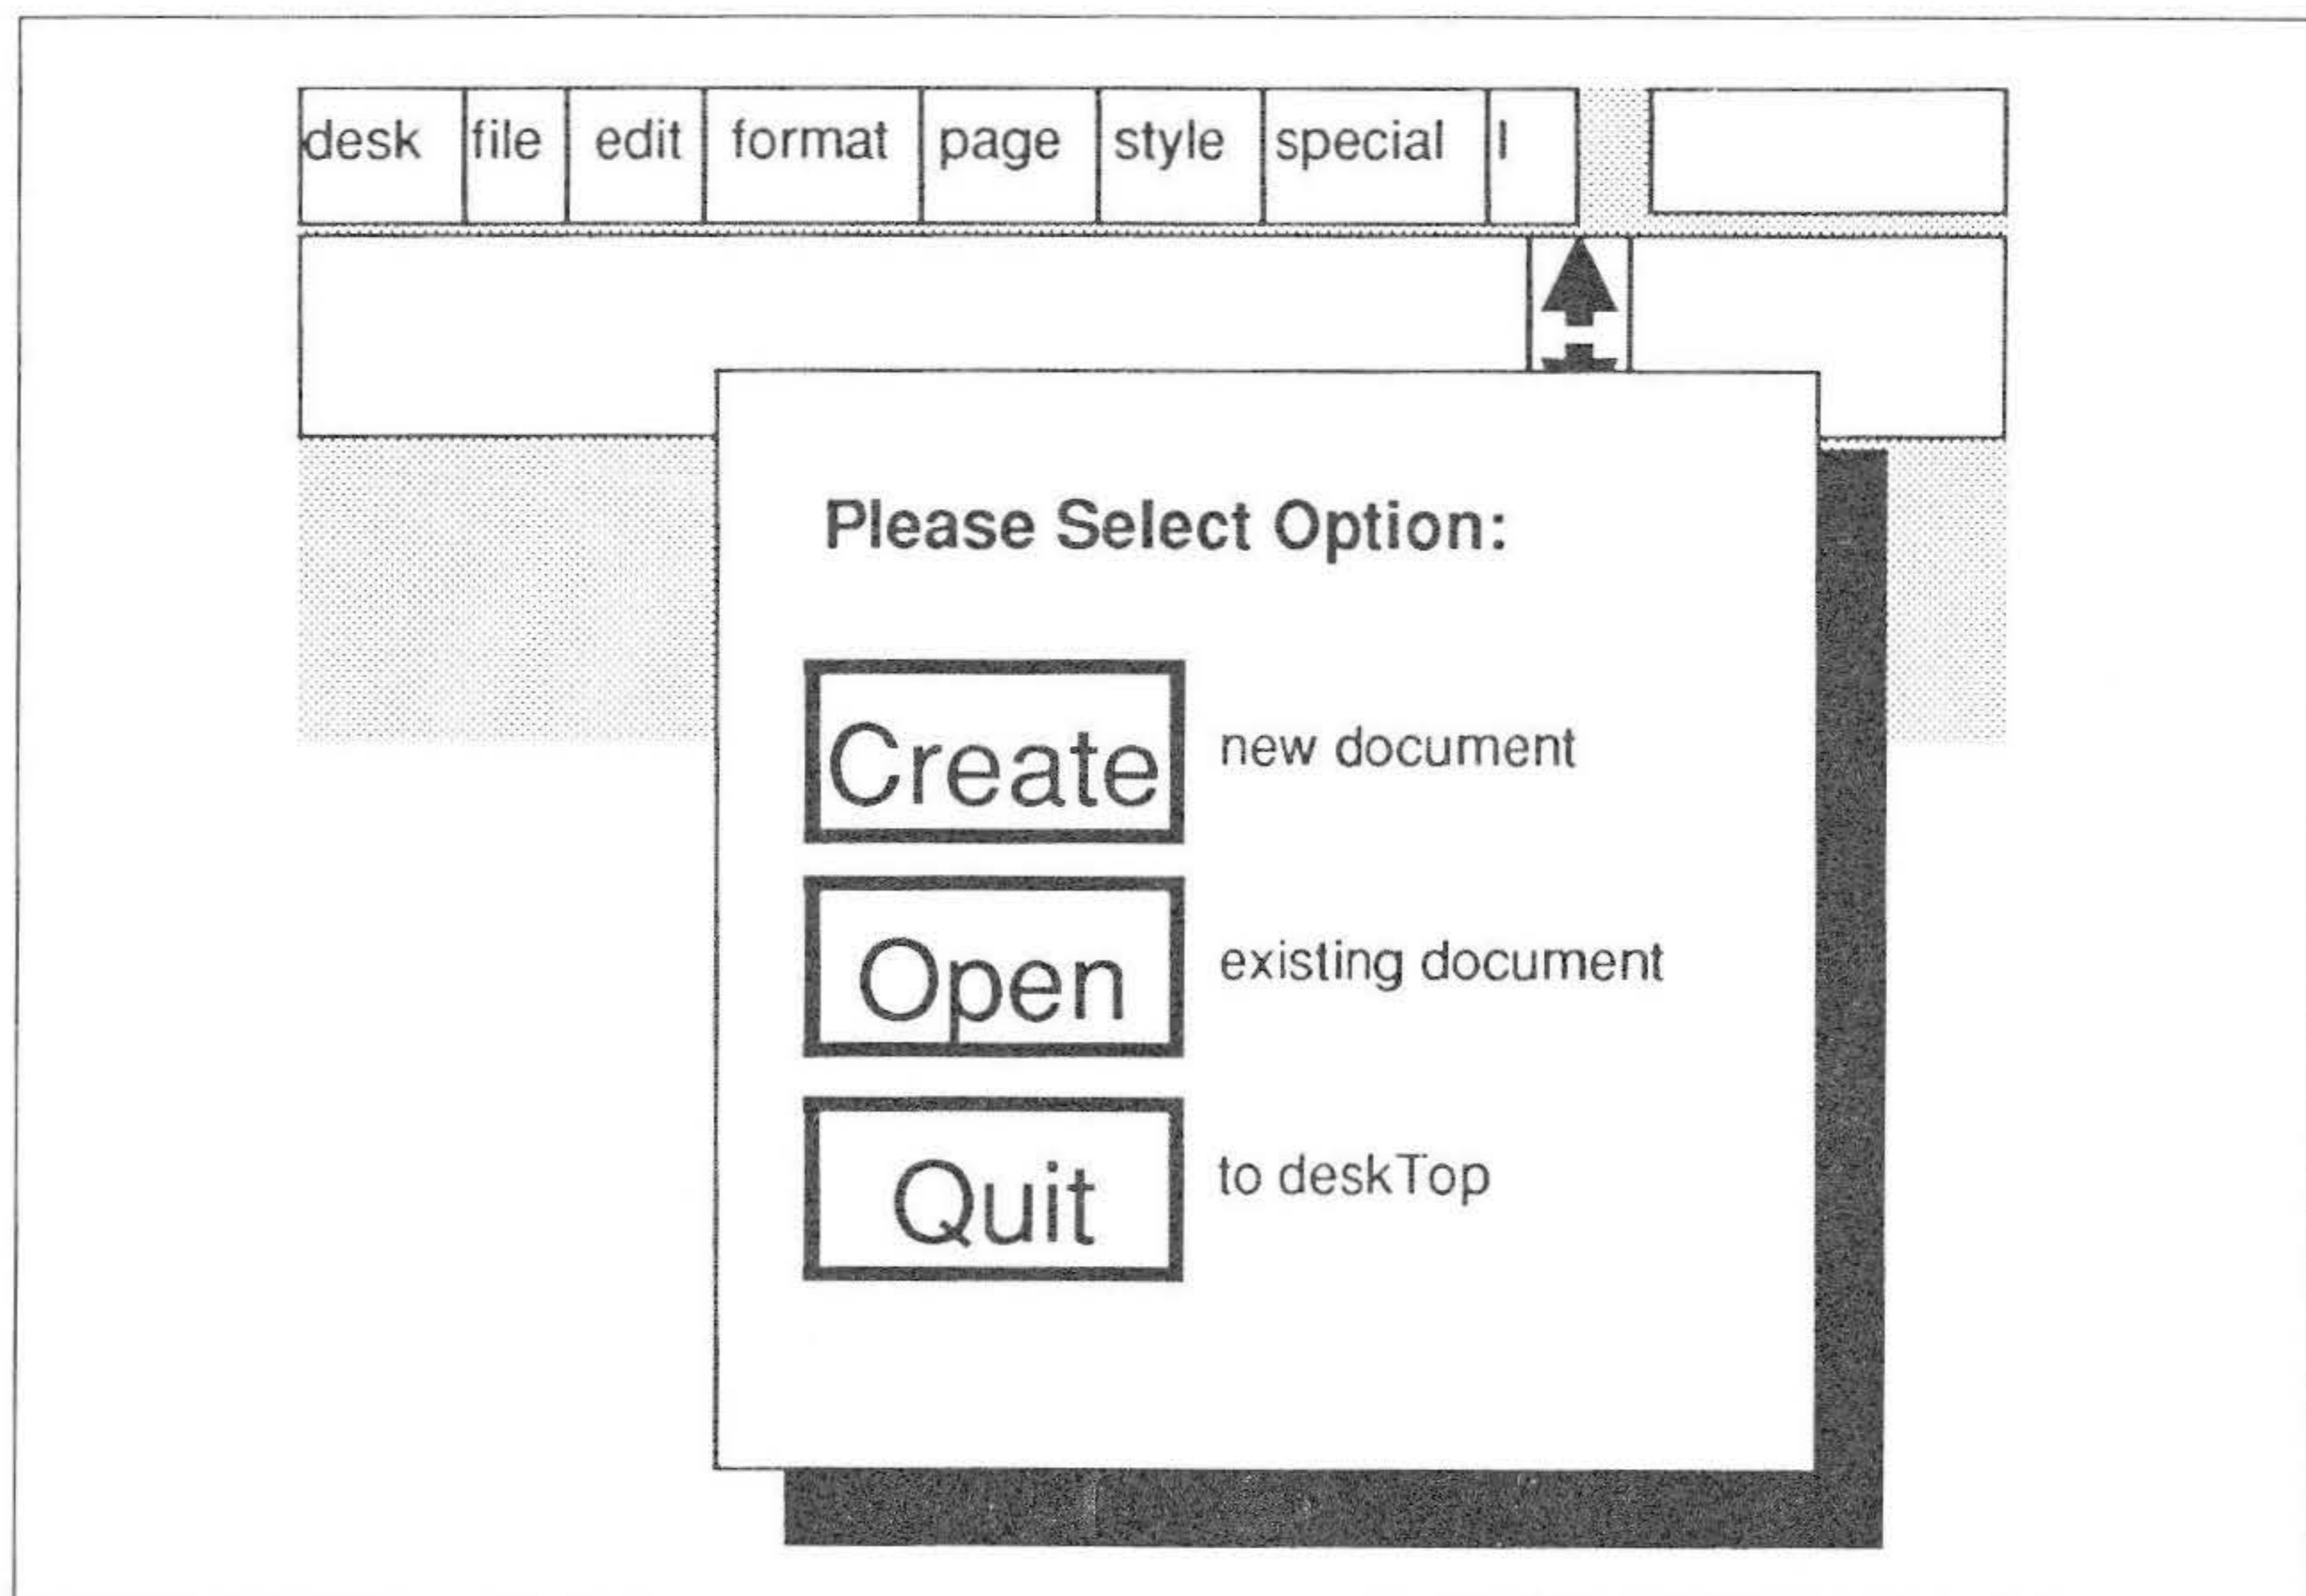 desk file edit format page style special I
Please Select Option:
Create new document
Open existing document
Quit to deskTop